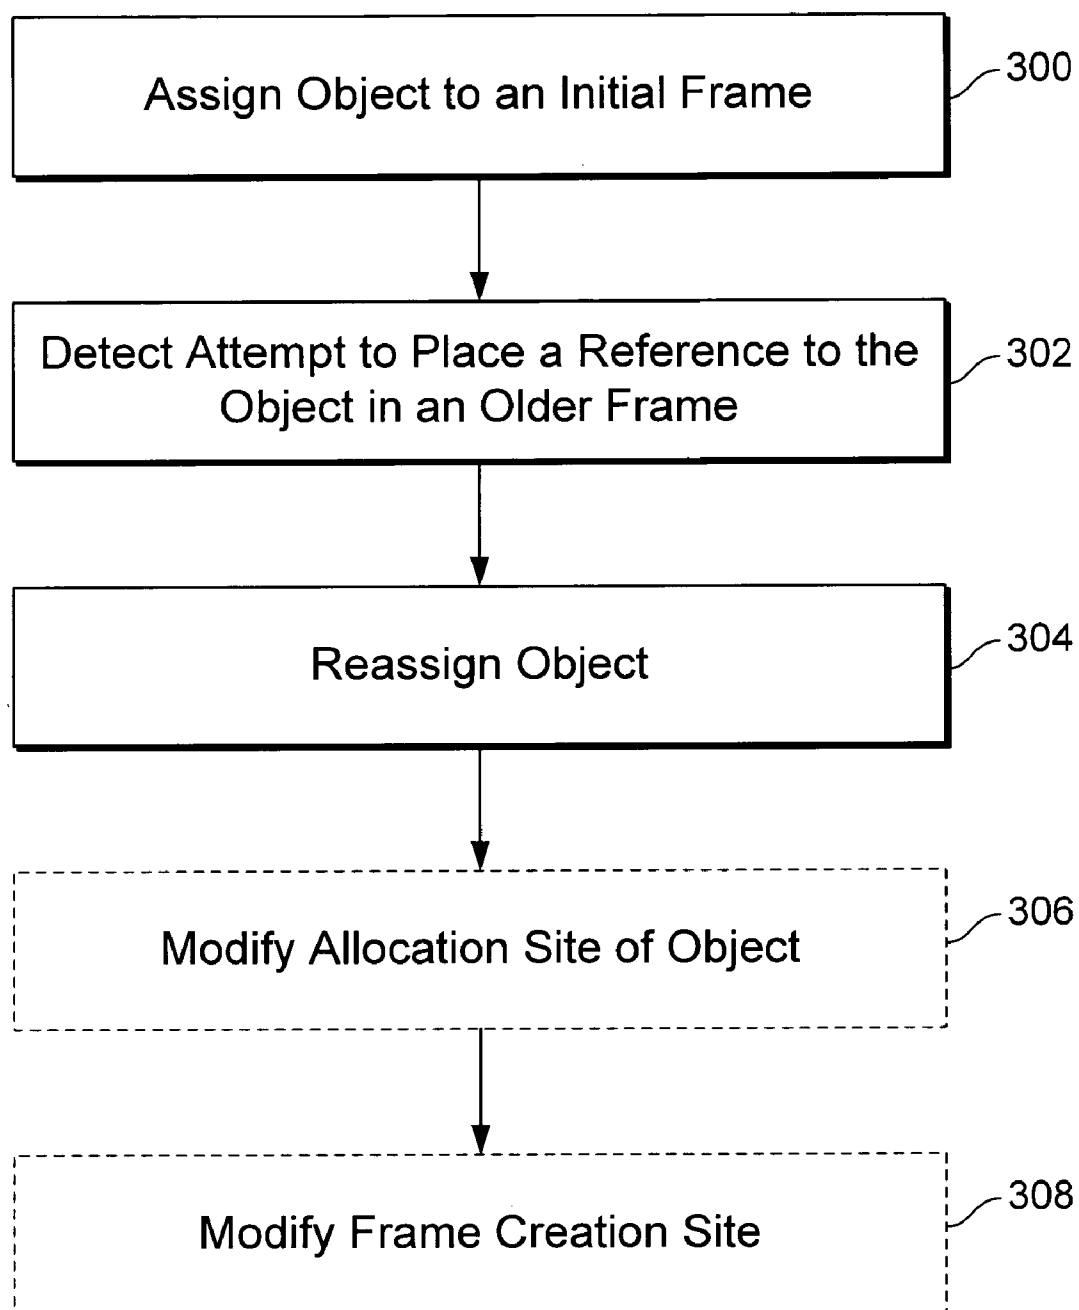 Assign Object to an Initial Frame
300
Detect Attempt to Place a Reference to the
Object in an Older Frame
302
Reassign Object
304
Modify Allocation Site of Object
306
Modify Frame Creation Site
308